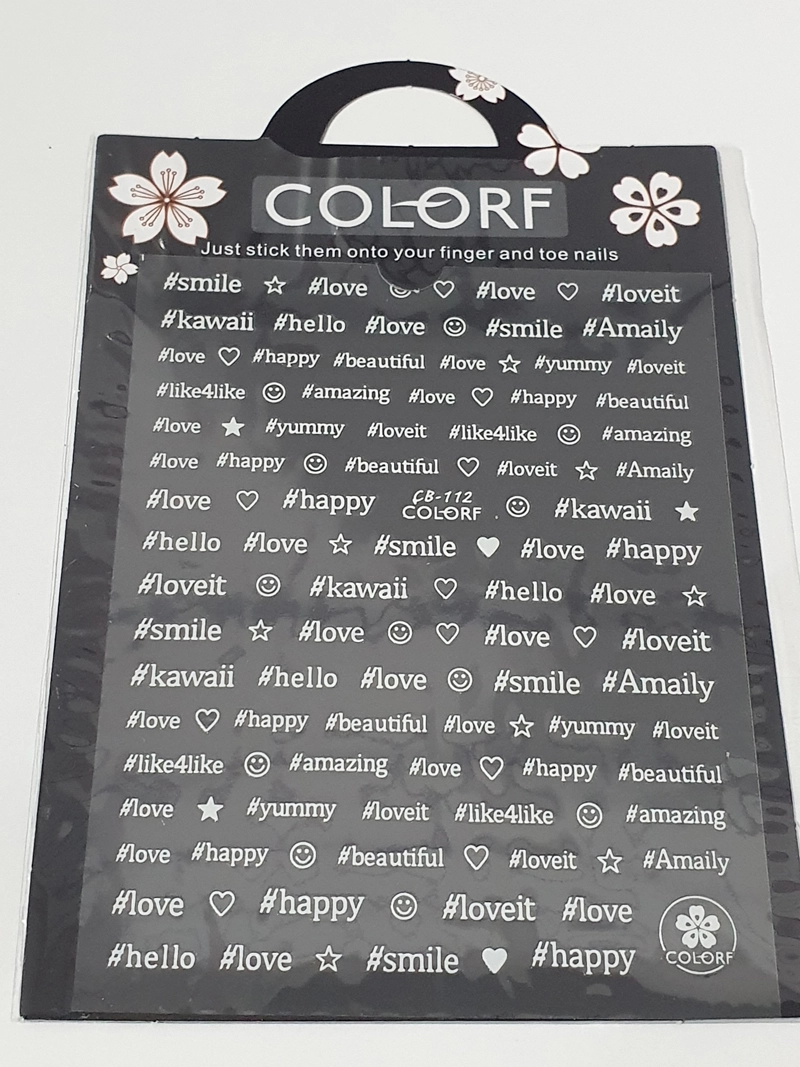 COLORF
Just stick them onto your finger and toe nails
#smile #love #love #loveit
#kawaii #hello #love #smile #Amaily
#love #happy #beautiful #love #yummy #loveit
#like4like #amazing #love #happy #beautiful
#love #yummy #loveit #like4like #amazing
#love #happy #beautiful #loveit #Amaily
#love #happy CB-112 COLORF #kawaii
#hello #love #smile #love #happy
#loveit #kawaii #hello #love
#smile #love #love #loveit
#kawaii #hello #love #smile #Amaily
#love #happy #beautiful #love #yummy #loveit
#like4like #amazing #love #happy #beautiful
#love #yummy #loveit #like4like #amazing
#love #happy #beautiful #loveit #Amaily
#love #happy #loveit #love
#hello #love #smile #happy COLORF